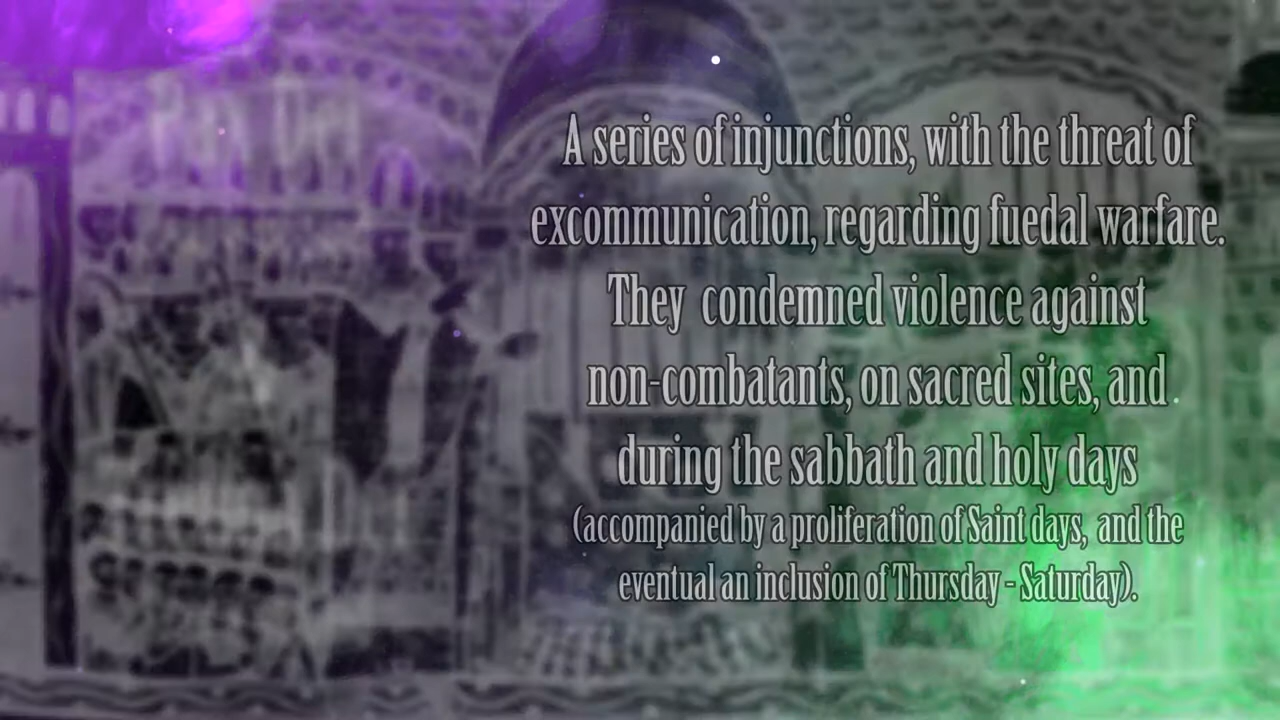 A series of injunctions, with the threat of
excommunication, regarding fuedal warfare.
They condemned violence against
non-combatants, on sacred sites, and
during the sabbath and holy days
(accompanied by a proliferation of Saint days, and the
eventual an inclusion of Thursday - Saturday).